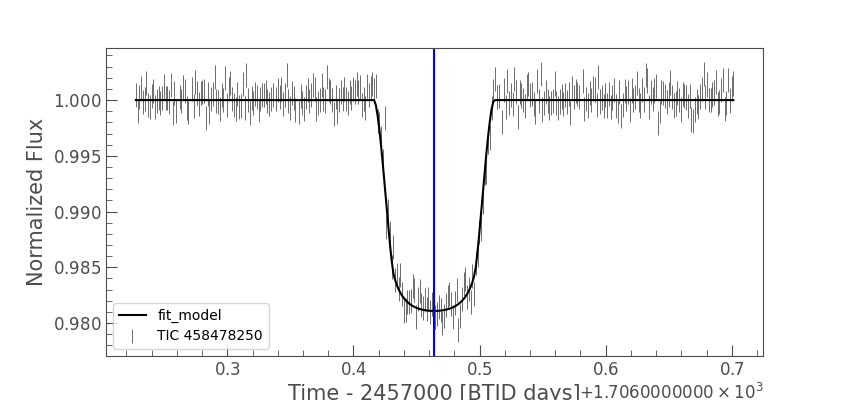 Normalized Flux
1.000
0.995
0.990
0.985
0.980
fit_model
TIC 458478250
0.3 0.4 0.5 0.6 0.7
Time - 2457000 [BTJD days]
+1.7060000000 × 10³